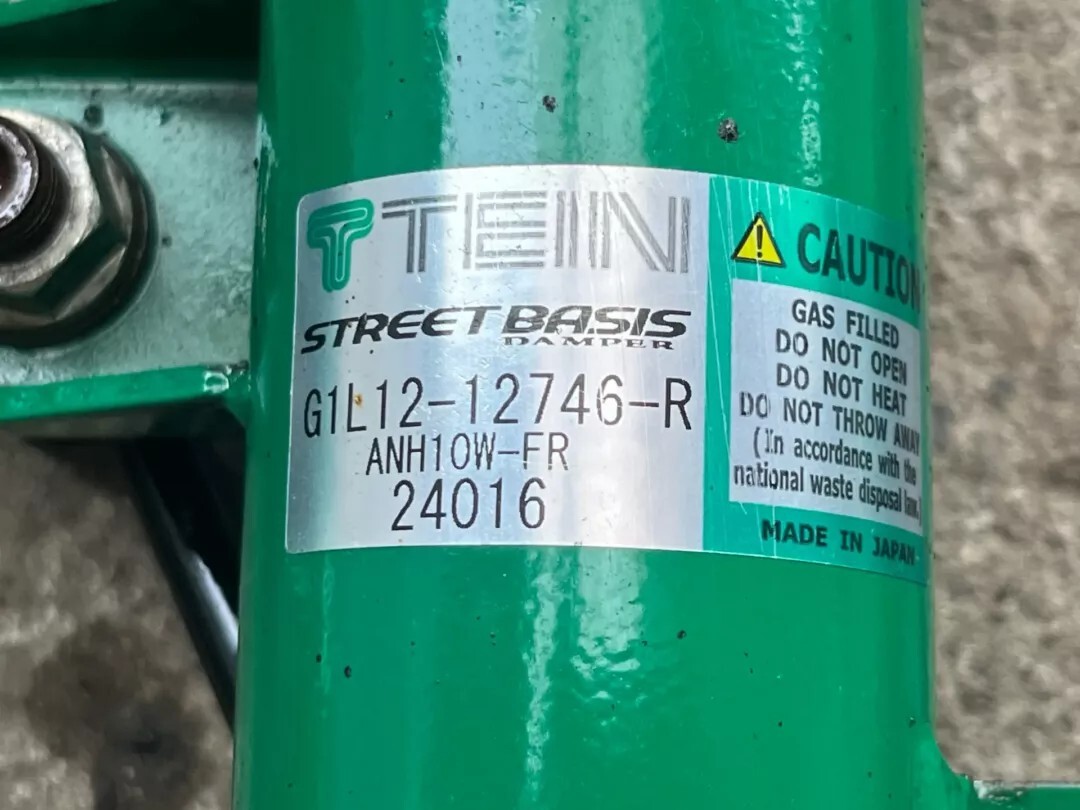 TEIN
STREET BASIS
DAMPER
G1L12-12746-R
ANH10W-FR
24016
CAUTION
GAS FILLED
DO NOT OPEN
DO NOT HEAT
DO NOT THROW AWAY
(In accordance with the
national waste disposal
MADE IN JAPAN